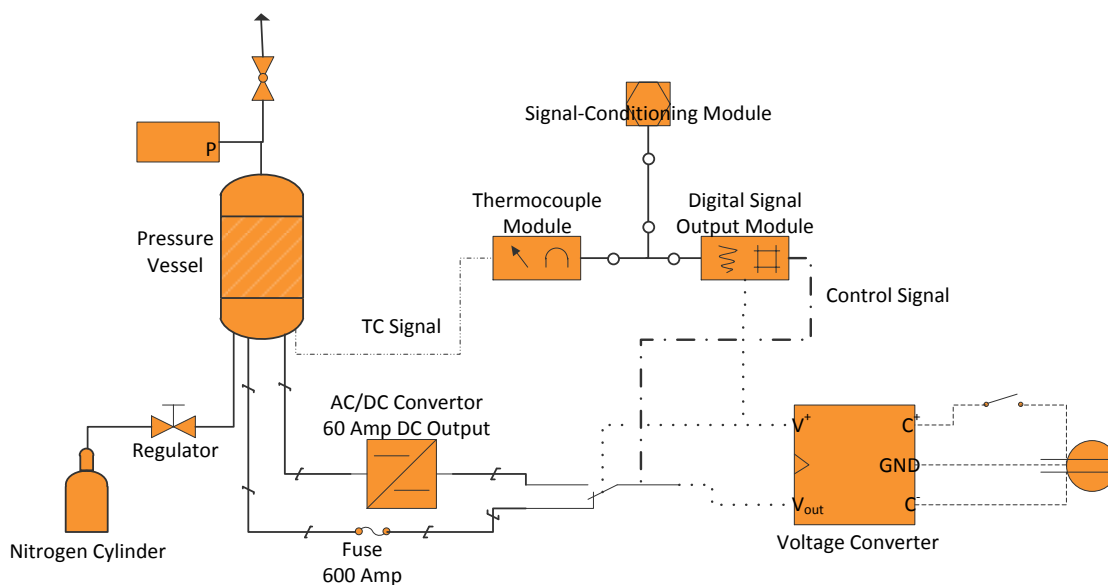 P
Signal-Conditioning Module
Thermocouple
Module
Digital Signal
Output Module
Pressure
Vessel
Control Signal
TC Signal
AC/DC Convertor
60 Amp DC Output
Regulator
V+
C+
GND
Vout
C-
Nitrogen Cylinder
Fuse
600 Amp
Voltage Converter